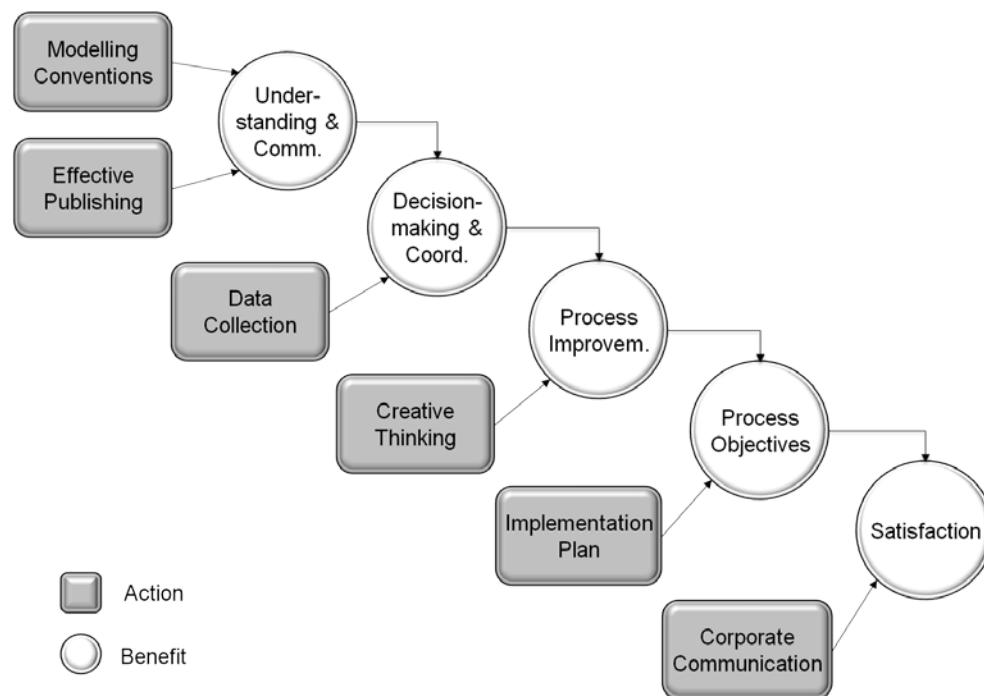 Modelling
Conventions
Under-
standing &
Comm.
Effective
Publishing
Decision-
making &
Coord.
Data
Collection
Process
Improvem.
Creative
Thinking
Process
Objectives
Implementation
Plan
Satisfaction
Action
Benefit
Corporate
Communication